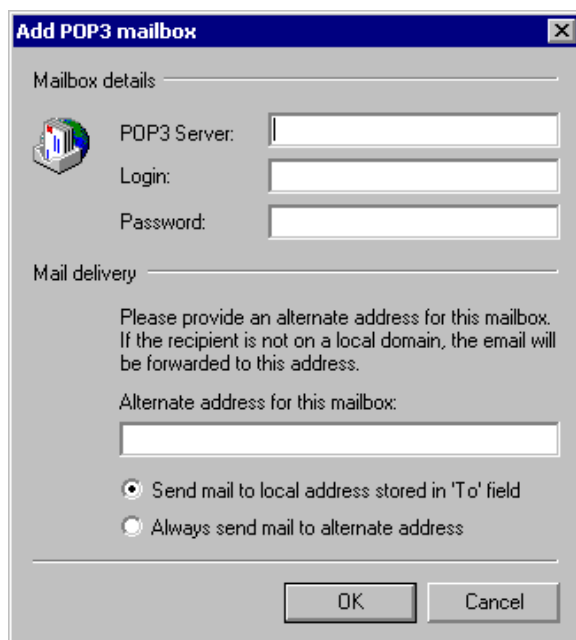 Add POP3 mailbox
Mailbox details
POP3 Server:
Login:
Password:
Mail delivery
Please provide an alternate address for this mailbox.
If the recipient is not on a local domain, the email will
be forwarded to this address.
Alternate address for this mailbox:
Send mail to local address stored in 'To' field
Always send mail to alternate address
OK
Cancel